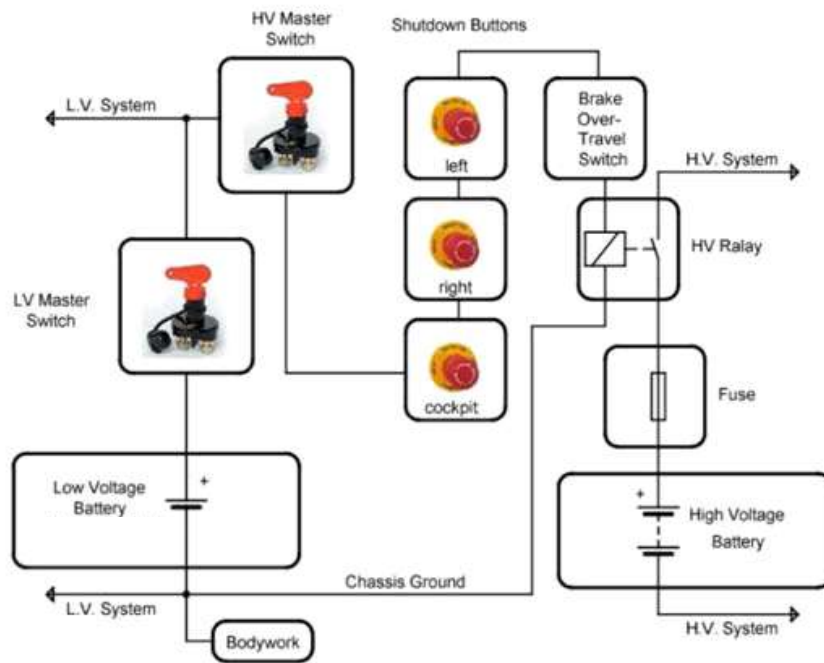 HV Master
Switch
Shutdown Buttons
L.V. System
left
Brake
Over-
Travel
Switch
H.V. System
right
HV Ralay
LV Master
Switch
cockpit
Fuse
Low Voltage
Battery
+
+
High Voltage
Battery
Chassis Ground
L.V. System
Bodywork
H.V. System